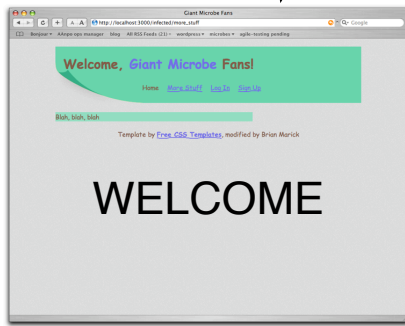 Giant Microbe Fans
http://localhost:3000/infected/more_stuff
Google
Bonjour AAnpo ops manager blog All RSS Feeds (21) wordpress microbes agile-testing pending
Welcome, Giant Microbe Fans!
Home More Stuff Log In Sign Up
Blah, blah, blah
Template by Free CSS Templates, modified by Brian Marick
WELCOME